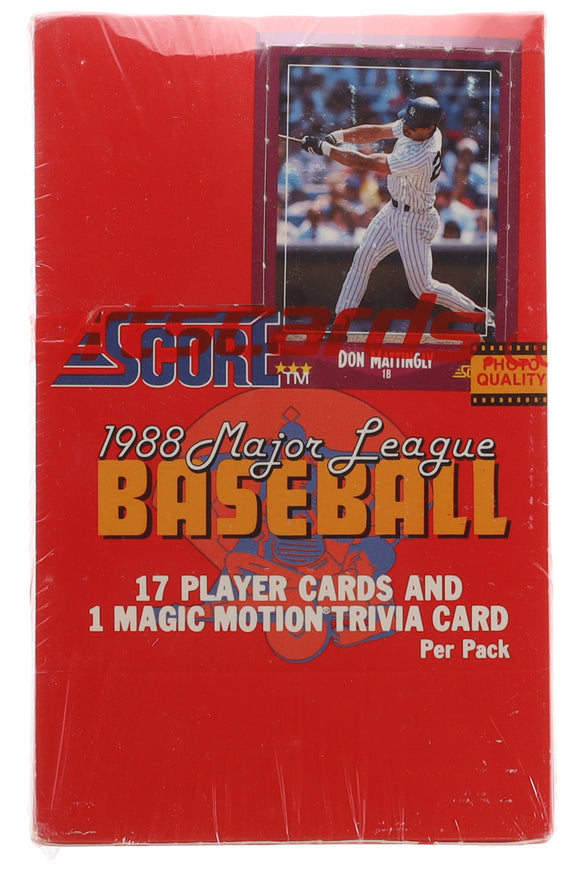 DON MATTINGLY
1B
SCORE™
PHOTO
QUALITY
1988 Major League
BASEBALL
17 PLAYER CARDS AND
1 MAGIC MOTION® TRIVIA CARD
Per Pack